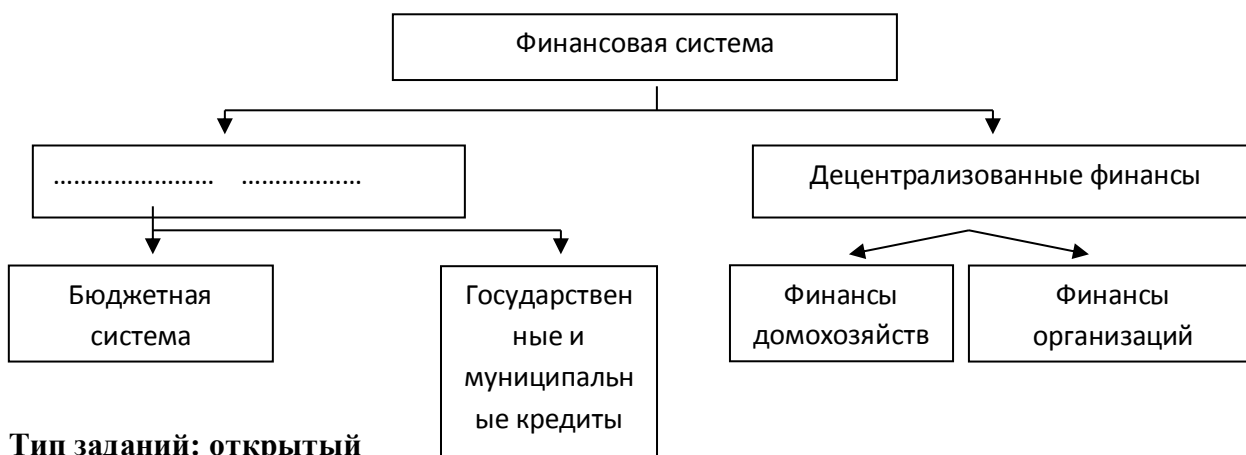 Финансовая система
…………………… ………………
Децентрализованные финансы
Бюджетная
система
Государствен
ные и
муниципальн
ые кредиты
Финансы
домохозяйств
Финансы
организаций
Тип заданий: открытый